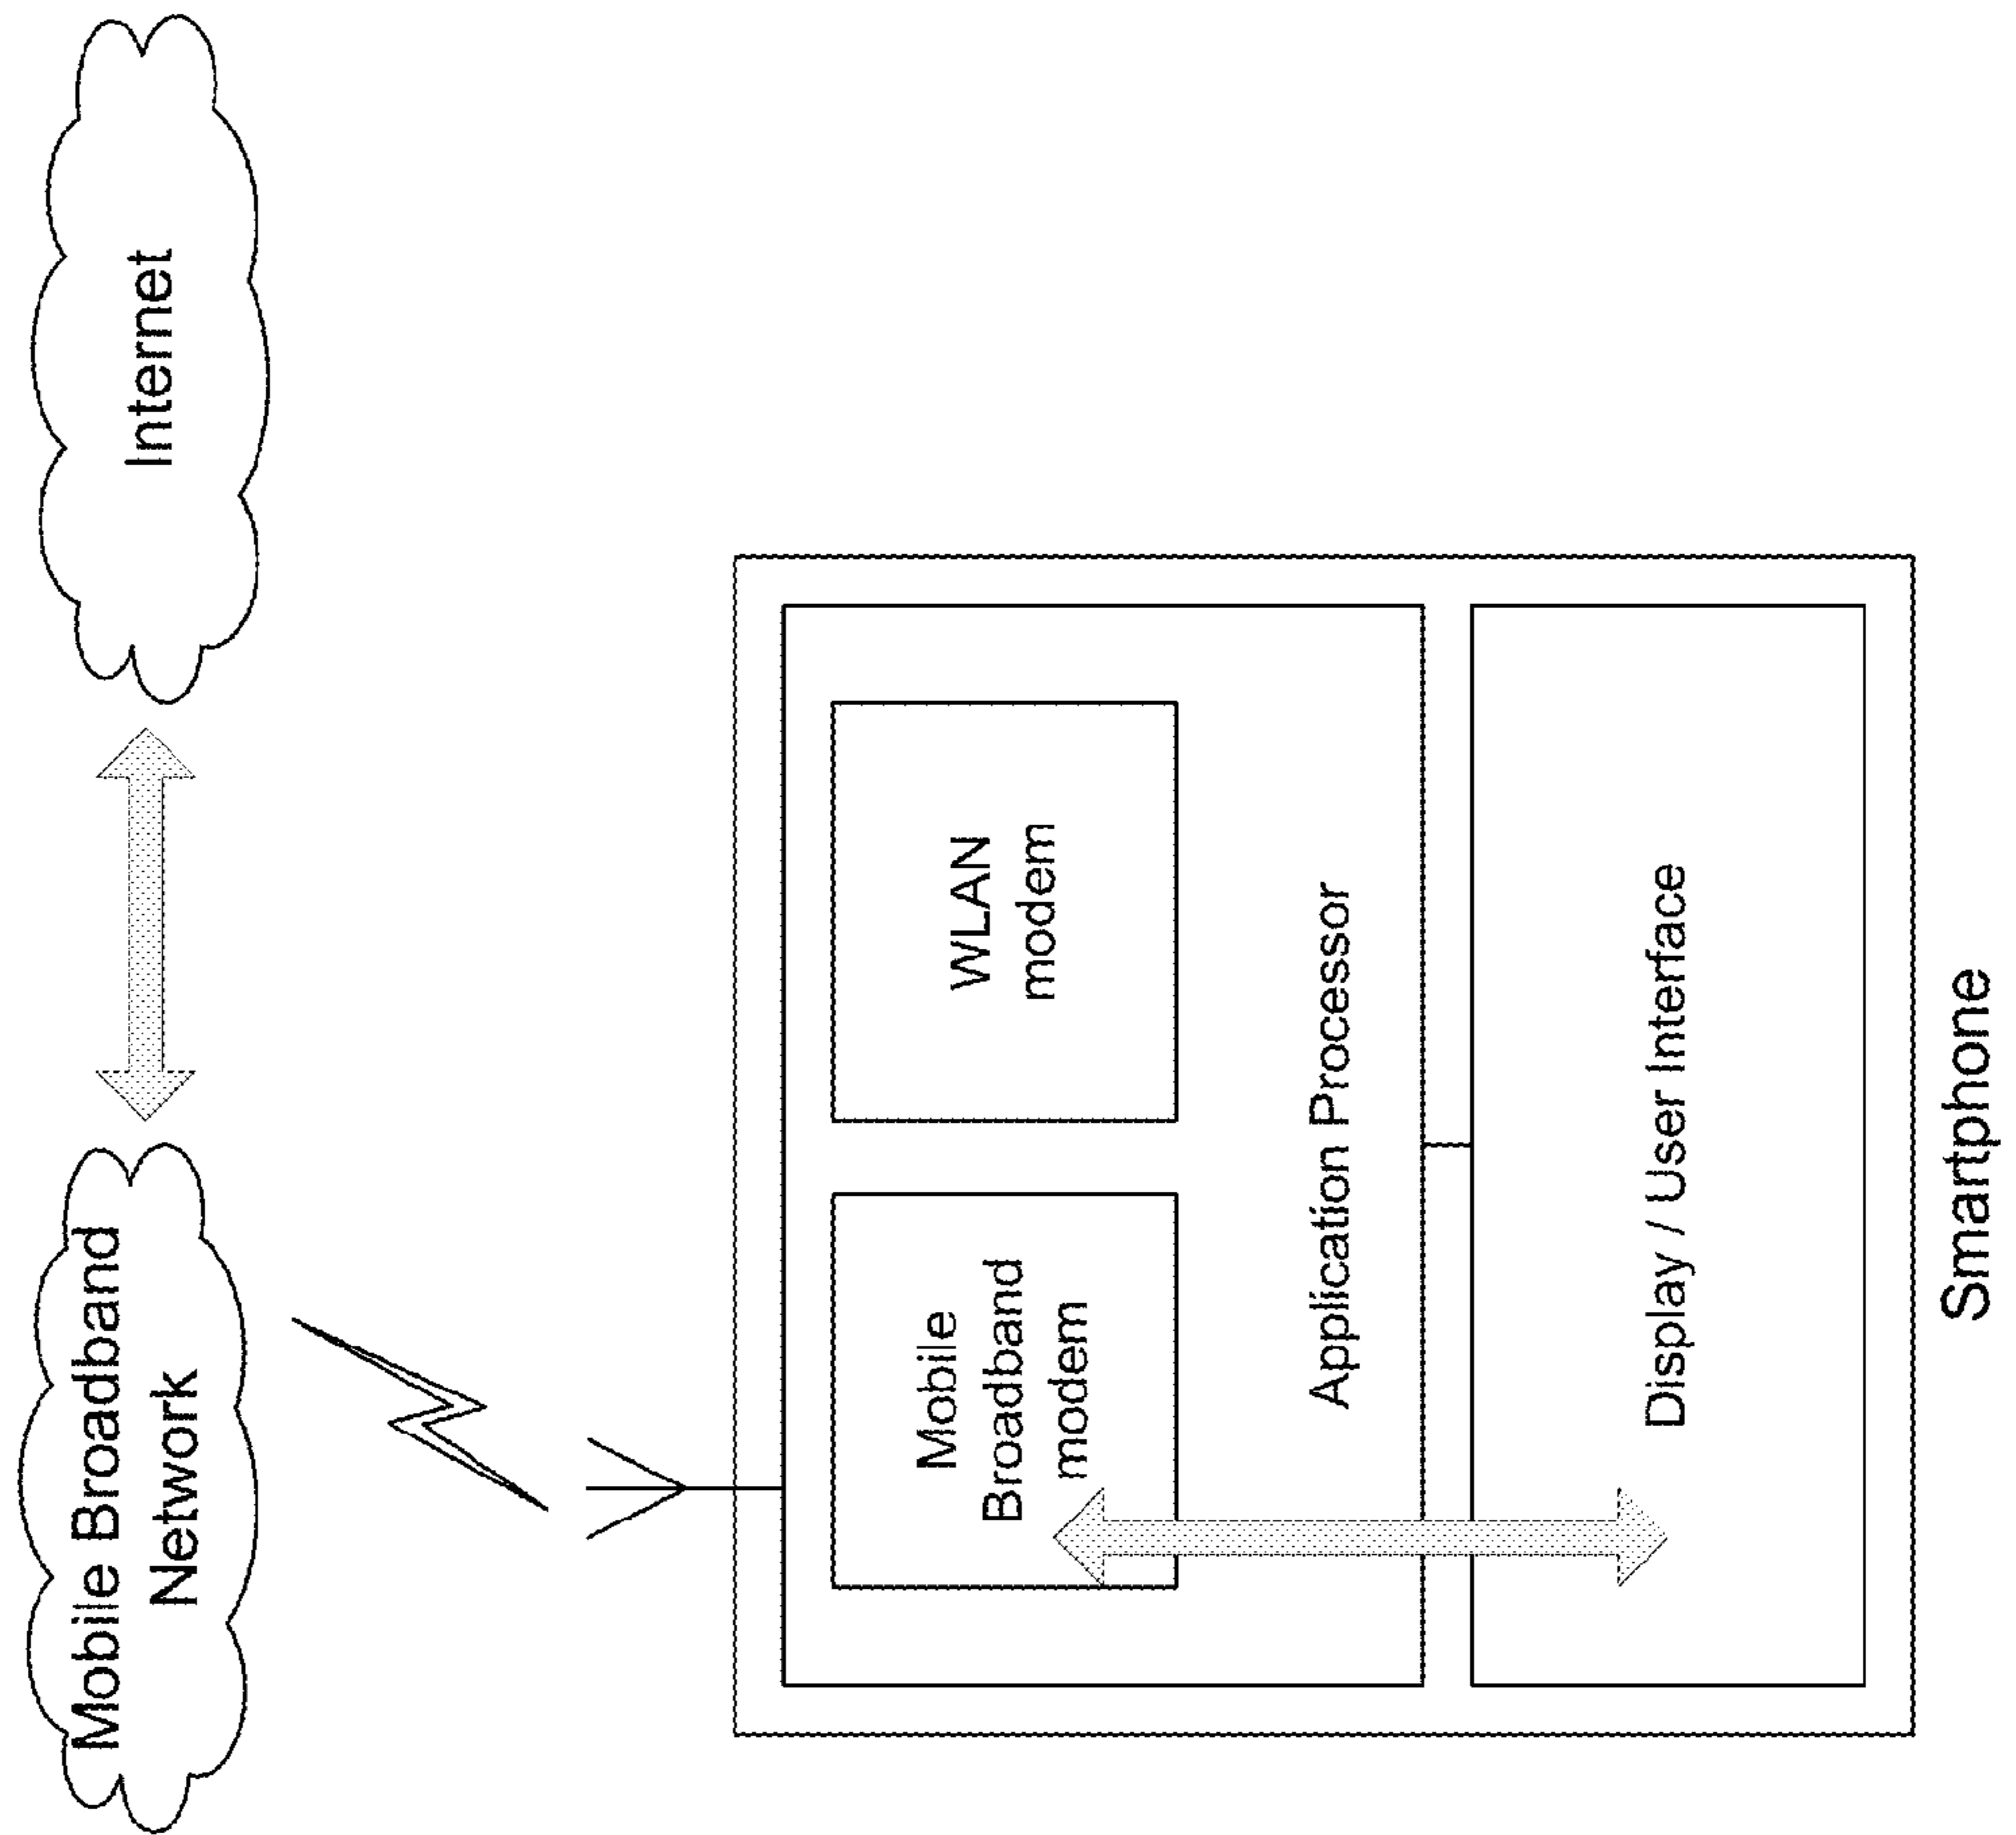 Mobile Broadband
Network
Internet
Mobile
Broadband
modem
WLAN
modem
Application Processor
Display / User Interface
Smartphone